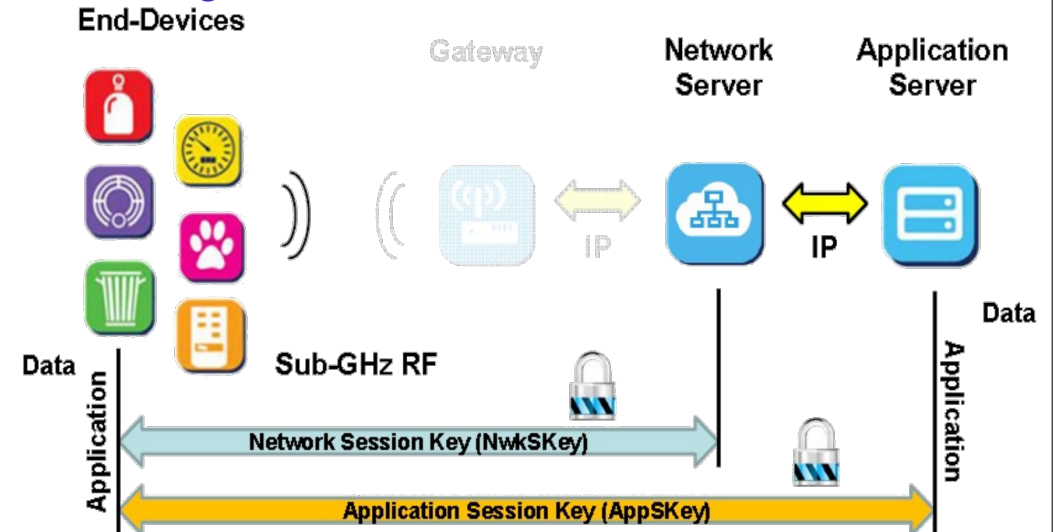 End-Devices
Gateway
Network
Server
Application
Server
IP
IP
Data
Data
Sub-GHz RF
Application
Application
Network Session Key (NwkSKey)
Application Session Key (AppSKey)